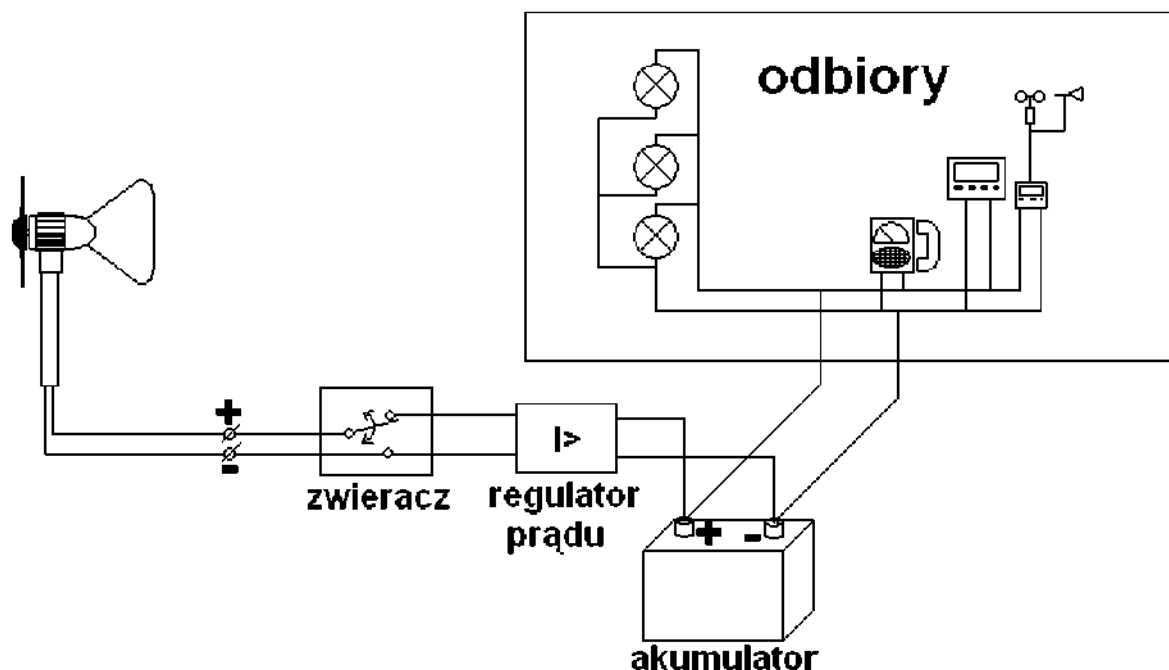 odbiory
+
-
zwieracz
I>
regulator
prądu
+ -
akumulator